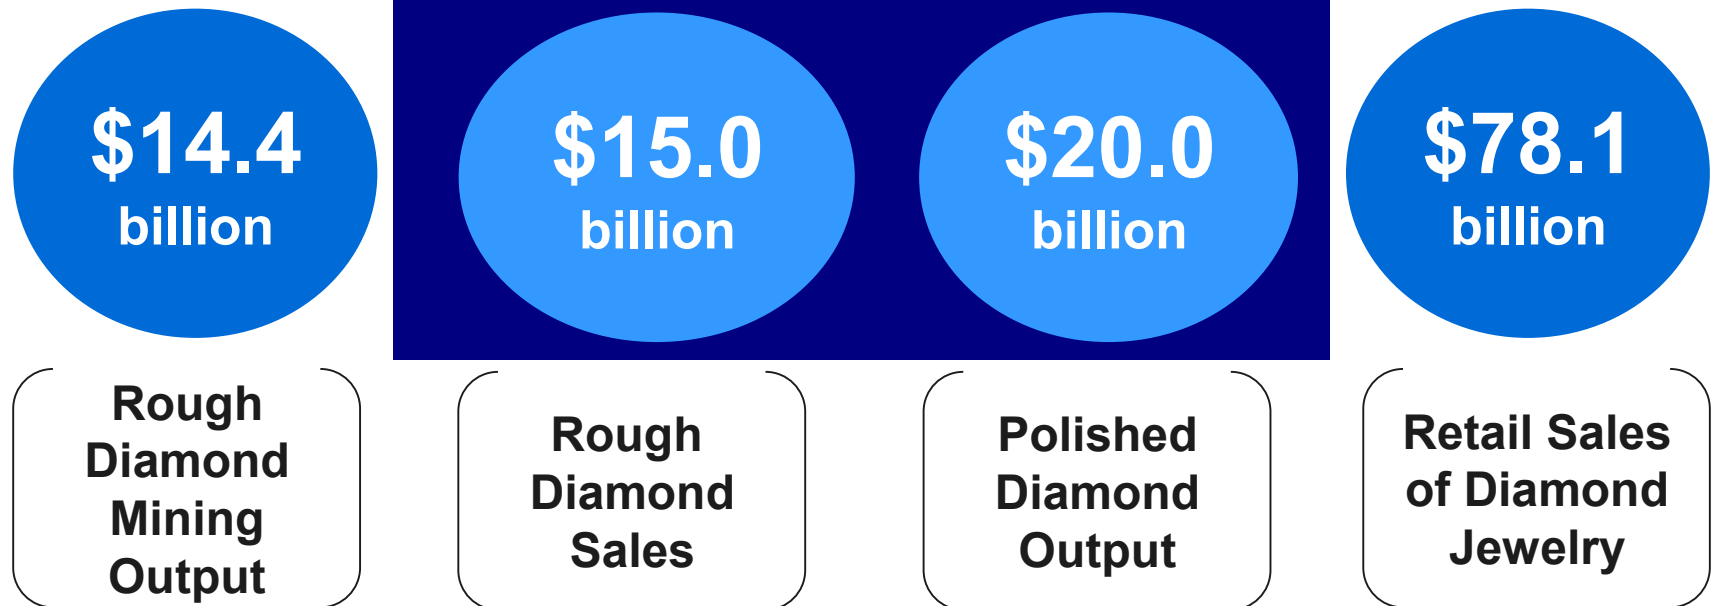 $14.4
billion
$15.0
billion
$20.0
billion
$78.1
billion
Rough
Diamond
Mining
Output
Rough
Diamond
Sales
Polished
Diamond
Output
Retail Sales
of Diamond
Jewelry